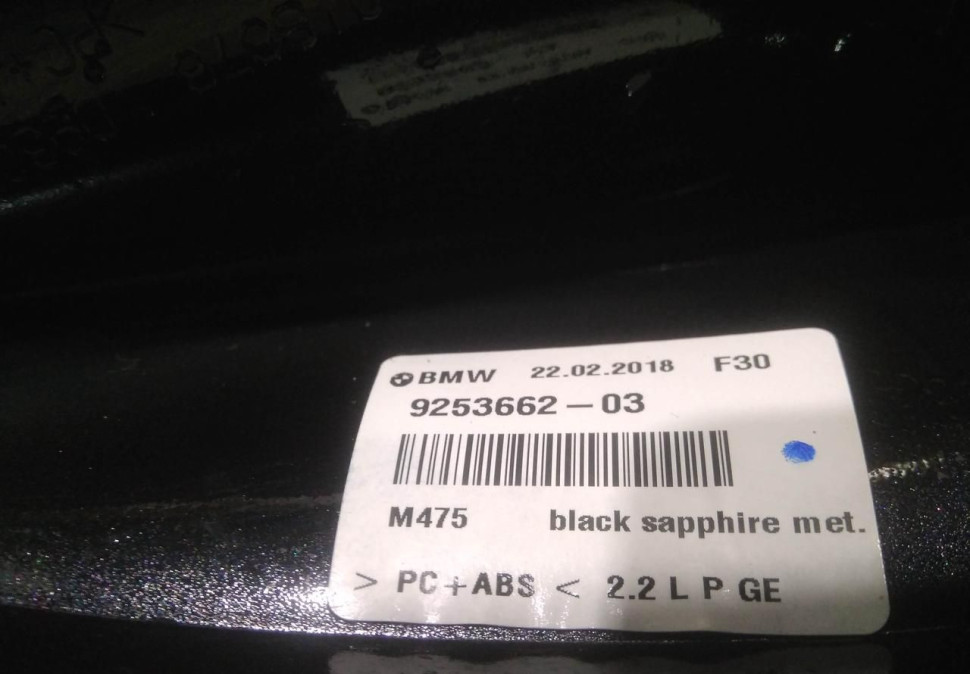 BMW 22.02.2018 F30
9253662 – 03
M475 black sapphire met.
> PC+ABS < 2.2 L P GE